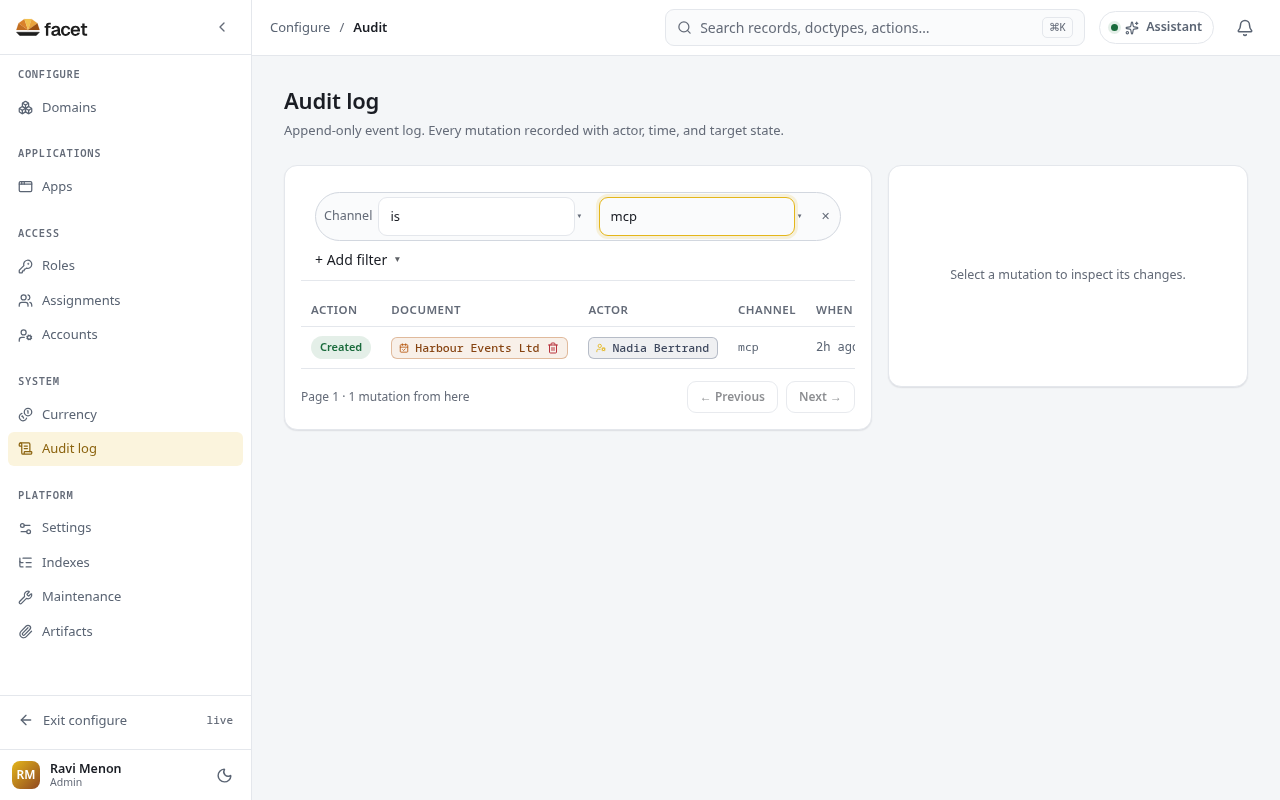 facet
Configure / Audit
Search records, doctypes, actions...
⌘K
Assistant
CONFIGURE
Domains
APPLICATIONS
Apps
ACCESS
Roles
Assignments
Accounts
SYSTEM
Currency
Audit log
PLATFORM
Settings
Indexes
Maintenance
Artifacts
Exit configure live
RM Ravi Menon
Admin
Audit log
Append-only event log. Every mutation recorded with actor, time, and target state.
Channel is mcp ×
+ Add filter
ACTION DOCUMENT ACTOR CHANNEL WHEN
Created Harbour Events Ltd Nadia Bertrand mcp 2h ago
Page 1 · 1 mutation from here
← Previous Next →
Select a mutation to inspect its changes.